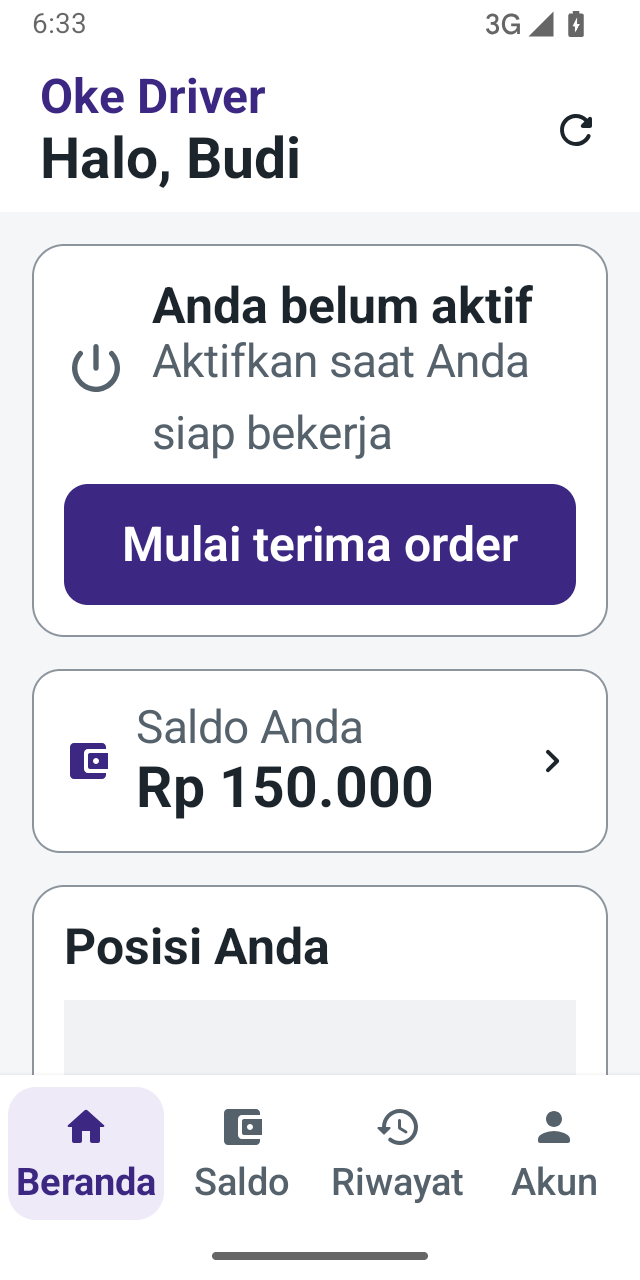 6:33
3G
Oke Driver
Halo, Budi
Anda belum aktif
Aktifkan saat Anda
siap bekerja
Mulai terima order
Saldo Anda
Rp 150.000
Posisi Anda
Beranda
Saldo
Riwayat
Akun